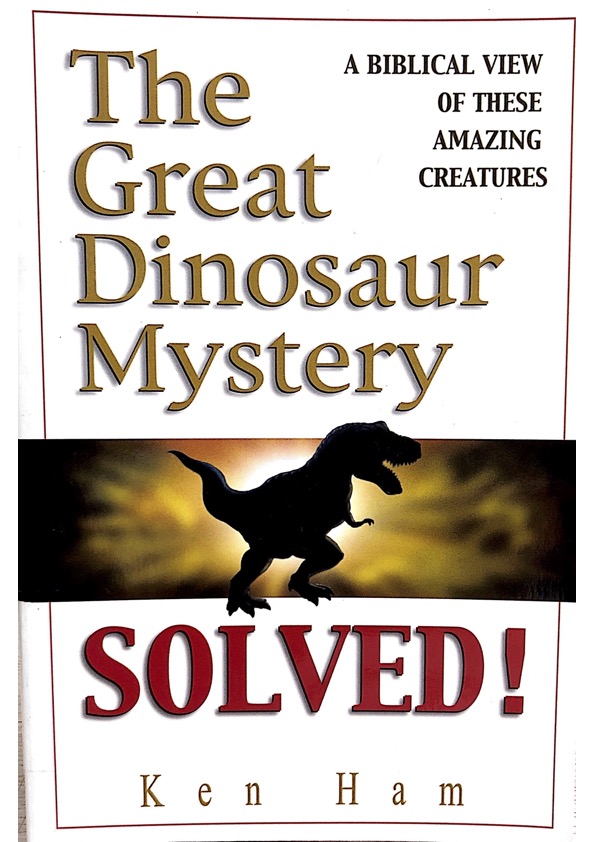 The
Great
Dinosaur
Mystery
A BIBLICAL VIEW
OF THESE
AMAZING
CREATURES
SOLVED!
Ken Ham